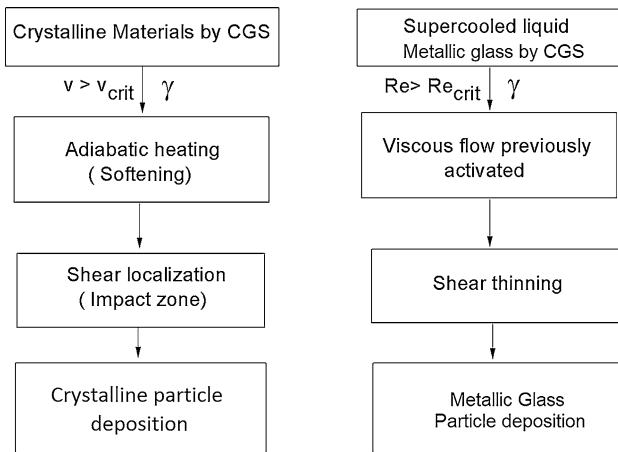 Crystalline Materials by CGS
v > vcrit γ
Adiabatic heating
( Softening)
Shear localization
( Impact zone)
Crystalline particle
deposition
Supercooled liquid
Metallic glass by CGS
Re> Recrit γ
Viscous flow previously
activated
Shear thinning
Metallic Glass
Particle deposition